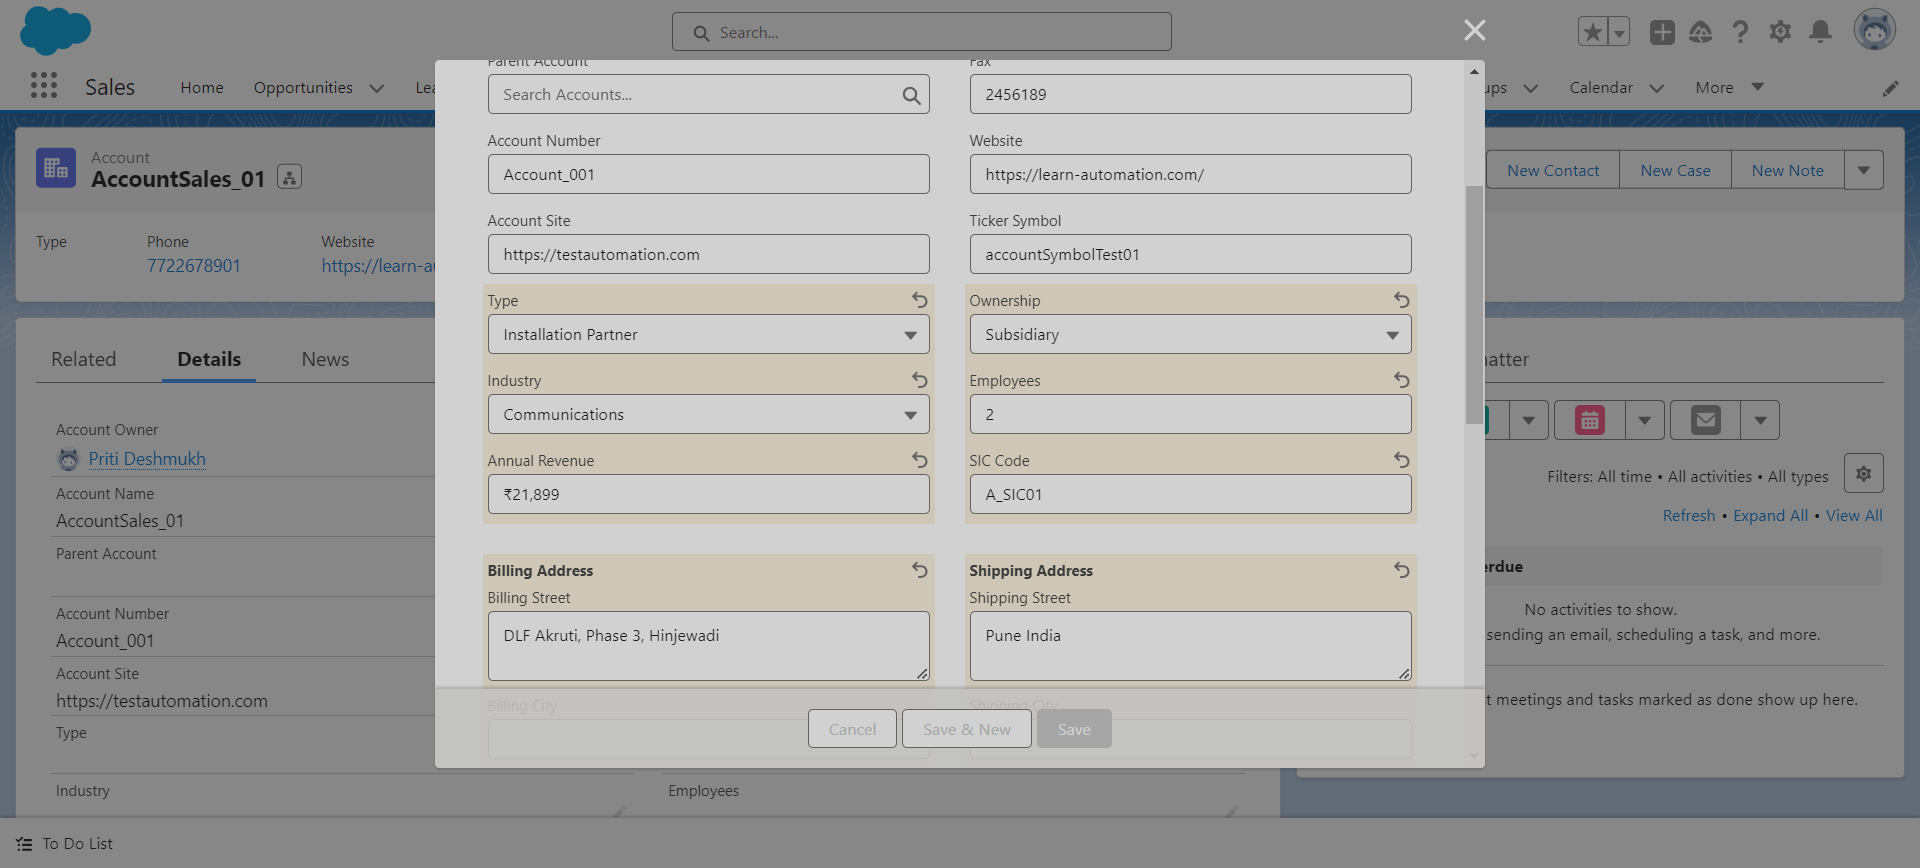 Search...
Sales
Home
Opportunities
Calendar
More
Account
AccountSales_01
New Contact
New Case
New Note
Type
Phone
7722678901
Website
https://learn-au
Related
Details
News
Account Owner
Priti Deshmukh
Account Name
AccountSales_01
Parent Account
Account Number
Account_001
Account Site
https://testautomation.com
Type
Industry
Employees
Parent Account
Search Accounts...
Fax
2456189
Account Number
Account_001
Website
https://learn-automation.com/
Account Site
https://testautomation.com
Ticker Symbol
accountSymbolTest01
Type
Installation Partner
Ownership
Subsidiary
Industry
Communications
Employees
2
Annual Revenue
₹21,899
SIC Code
A_SIC01
Billing Address
Billing Street
DLF Akruti, Phase 3, Hinjewadi
Shipping Address
Shipping Street
Pune India
Billing City
Shipping City
Cancel
Save & New
Save
atter
Filters: All time • All activities • All types
Refresh • Expand All • View All
erdue
No activities to show.
sending an email, scheduling a task, and more.
t meetings and tasks marked as done show up here.
To Do List